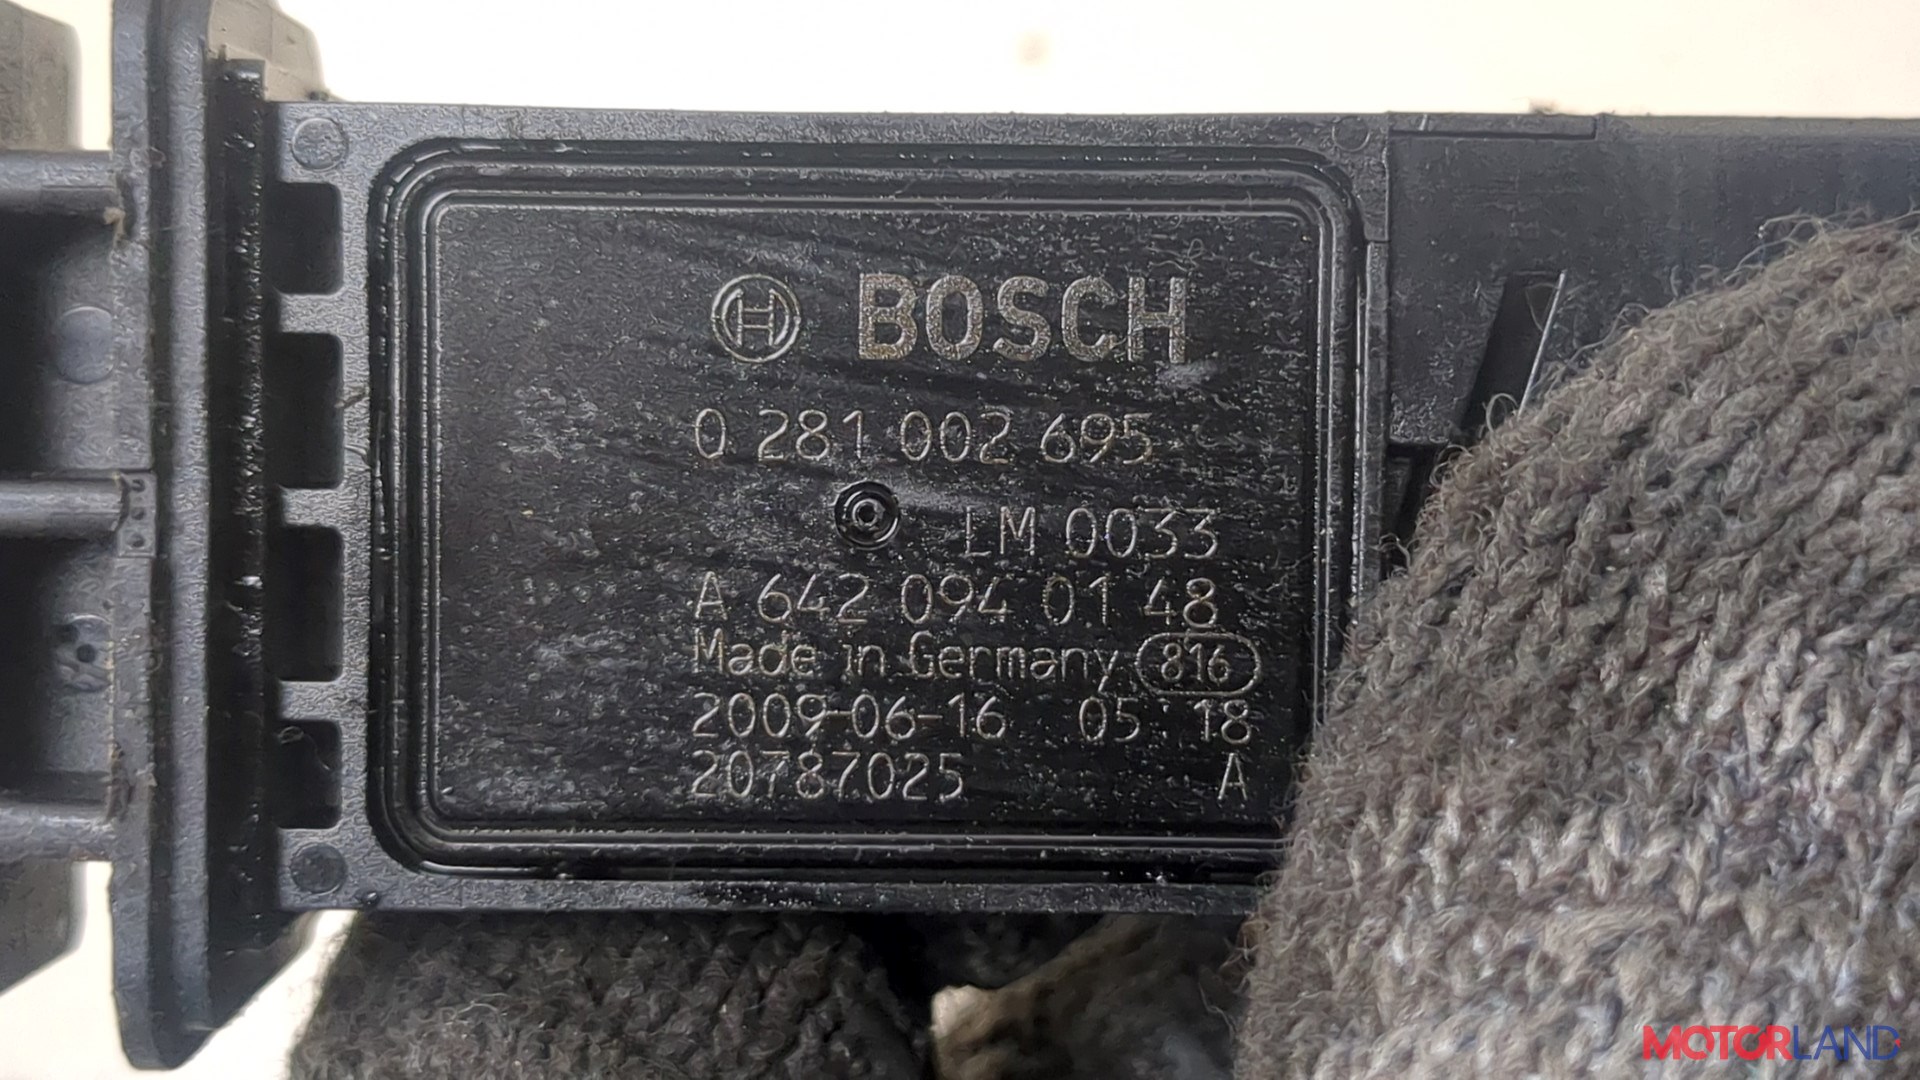 BOSCH
0 281 002 695
LM 0033
A 642 094 01 48
Made in Germany 816
2009-06-16 05 18
20787025 A
MOTORLAND